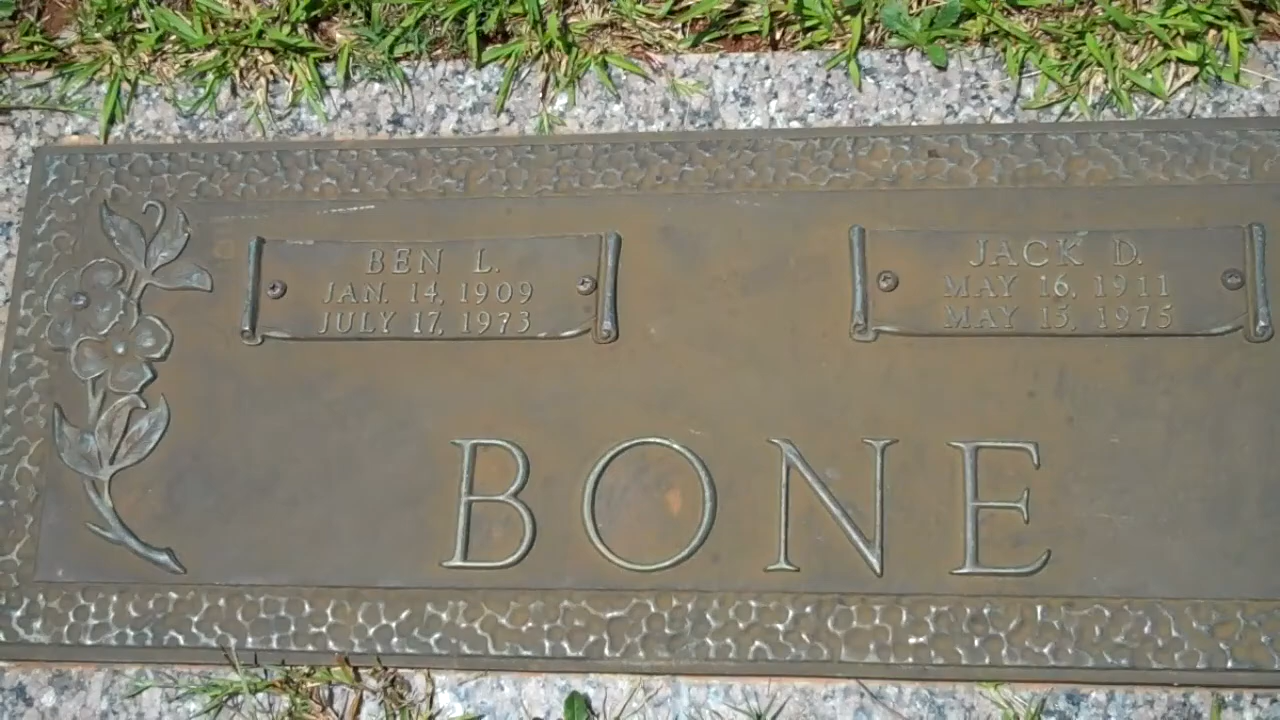 BEN L.
JAN. 14, 1909
JULY 17, 1973
JACK D.
MAY 16, 1911
MAY 15, 1975
BONE